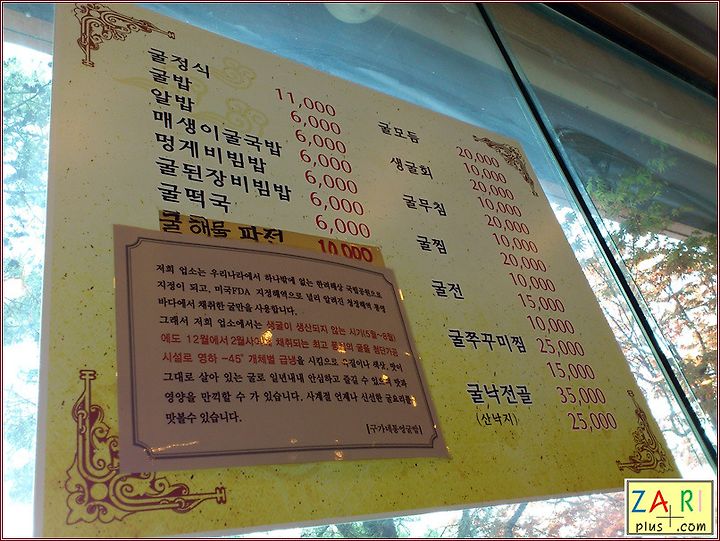 굴정식 11,000
굴밥 6,000
알밥 6,000
매생이굴국밥 6,000
멍게비빔밥 6,000
굴된장비빔밥 6,000
굴떡국 6,000
굴해물파전 10,000
굴모듬 20,000
10,000
생굴회 20,000
10,000
굴무침 20,000
10,000
굴찜 20,000
10,000
굴전 15,000
10,000
굴쭈꾸미찜 25,000
15,000
굴낙전골 35,000
(산낙지) 25,000
저희 업소는 우리나라에서 하나밖에 없는 한려해상 국립공원으로
지정이 되고, 미국FDA 지정해역으로 널리 알려진 청정해역 통영
바다에서 채취한 굴만을 사용합니다.
그래서 저희 업소에서는 생굴이 생산되지 않는 시기(5월~8월)
에도 12월에서 2월사이에 채취되는 최고 품질의 굴을 첨단가공
시설로 영하 -45° 개체별 급냉을 시킴으로 육질이나 색상, 맛이
그대로 살아 있는 굴로 일년내내 안심하고 즐길 수 있으며 맛과
영양을 만끽할 수 가 있습니다. 사계절 언제나 신선한 굴요리를
맛볼수 있습니다.
[구가네통영굴밥]
ZARI
plus+.com